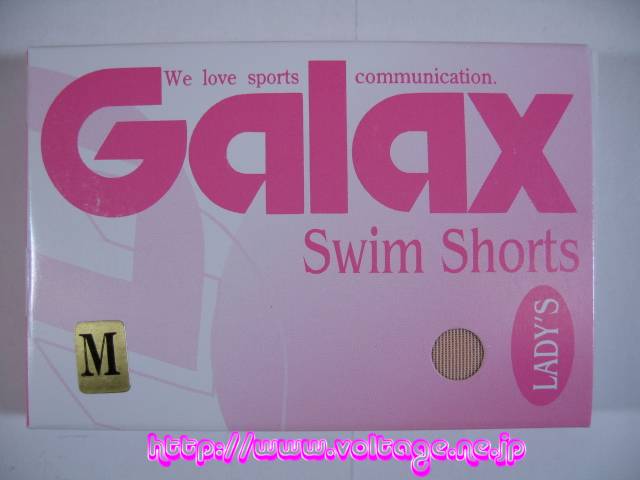 We love sports communication.
Galax
Swim Shorts
LADY'S
M
http://www.voltage.ne.jp